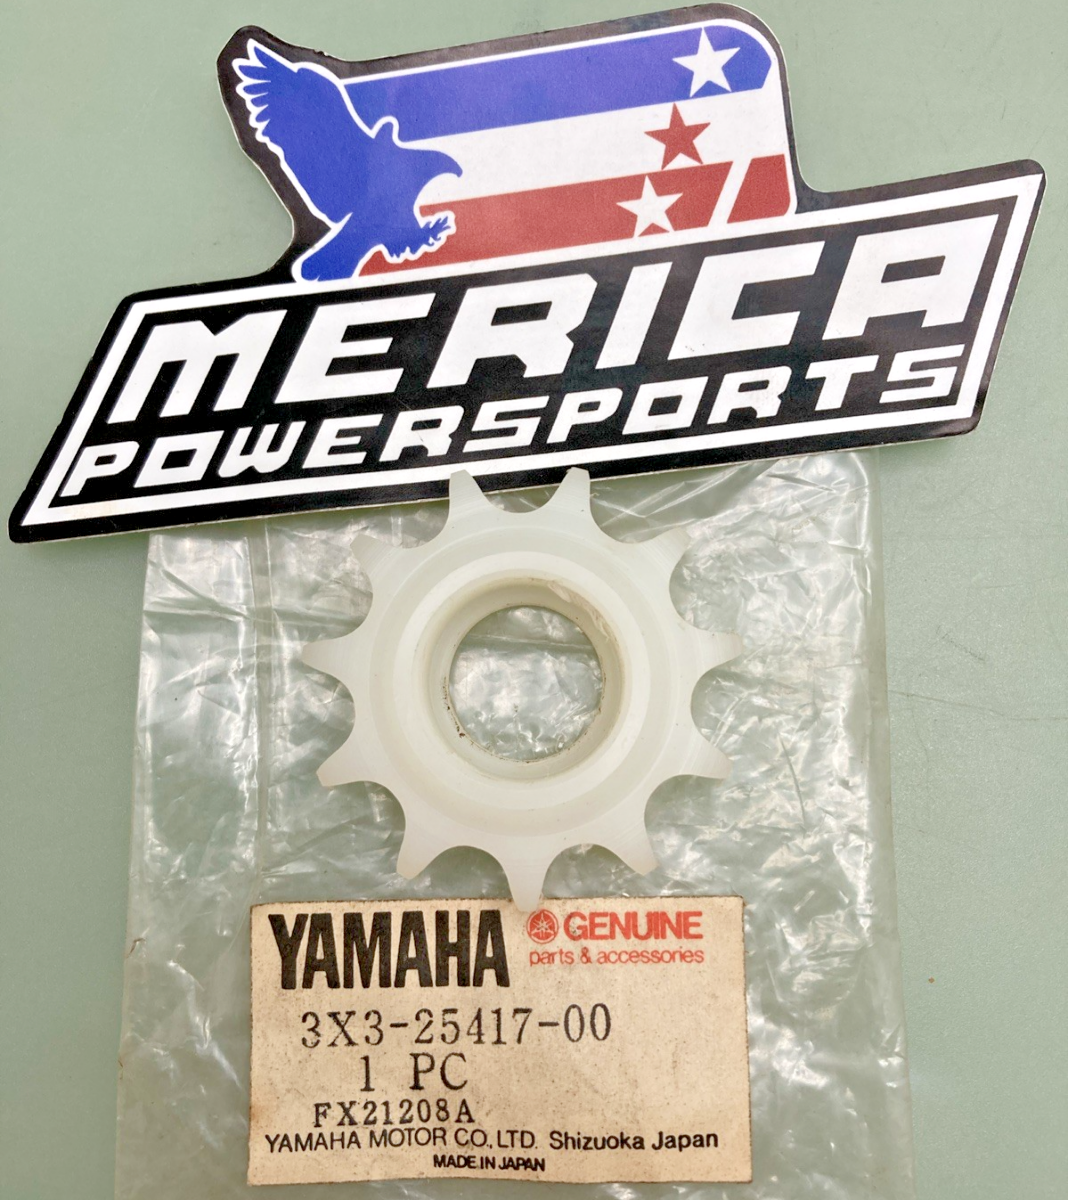 MERICA
POWERSPORTS
YAMAHA GENUINE
parts & accessories
3X3-25417-00
1 PC
FX21208A
YAMAHA MOTOR CO., LTD. Shizuoka Japan
MADE IN JAPAN